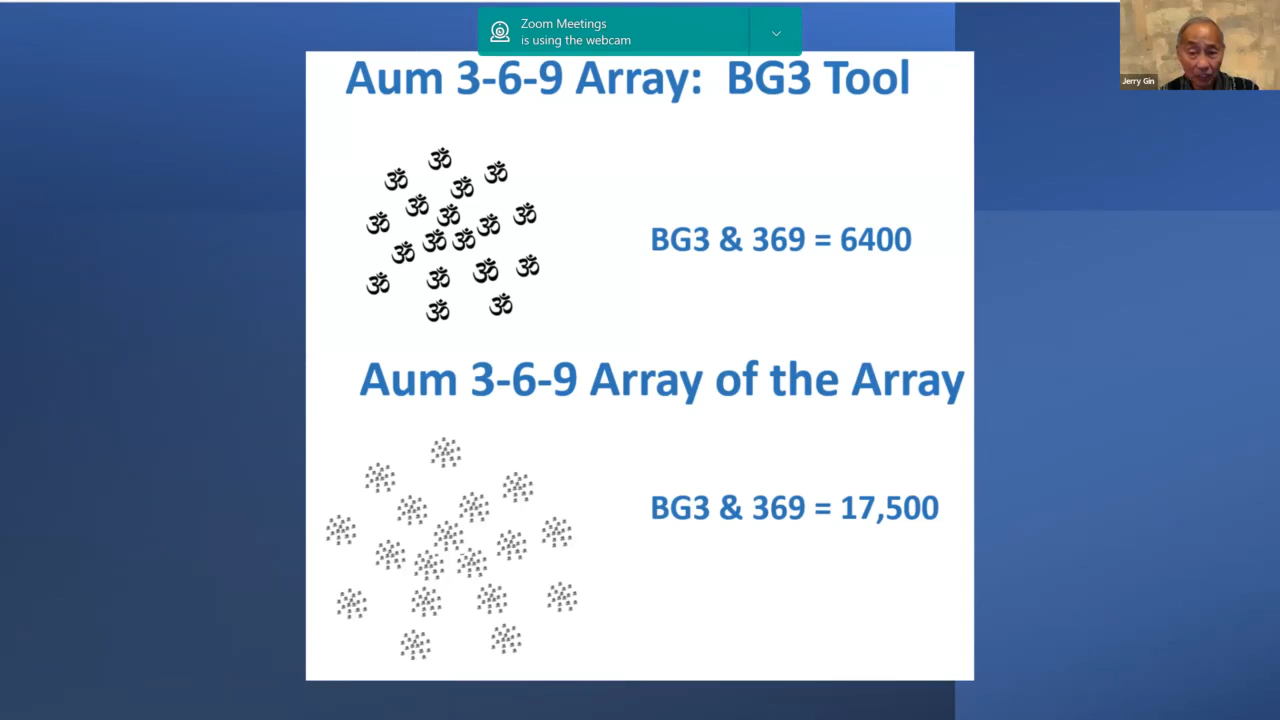 Zoom Meetings
is using the webcam
Jerry Gin
Aum 3-6-9 Array: BG3 Tool
ॐ
ॐ ॐ
ॐ
ॐ ॐ ॐ
ॐ ॐ
ॐ ॐ
ॐ
ॐ ॐ
ॐ ॐ
ॐ ॐ
BG3 & 369 = 6400
Aum 3-6-9 Array of the Array
BG3 & 369 = 17,500